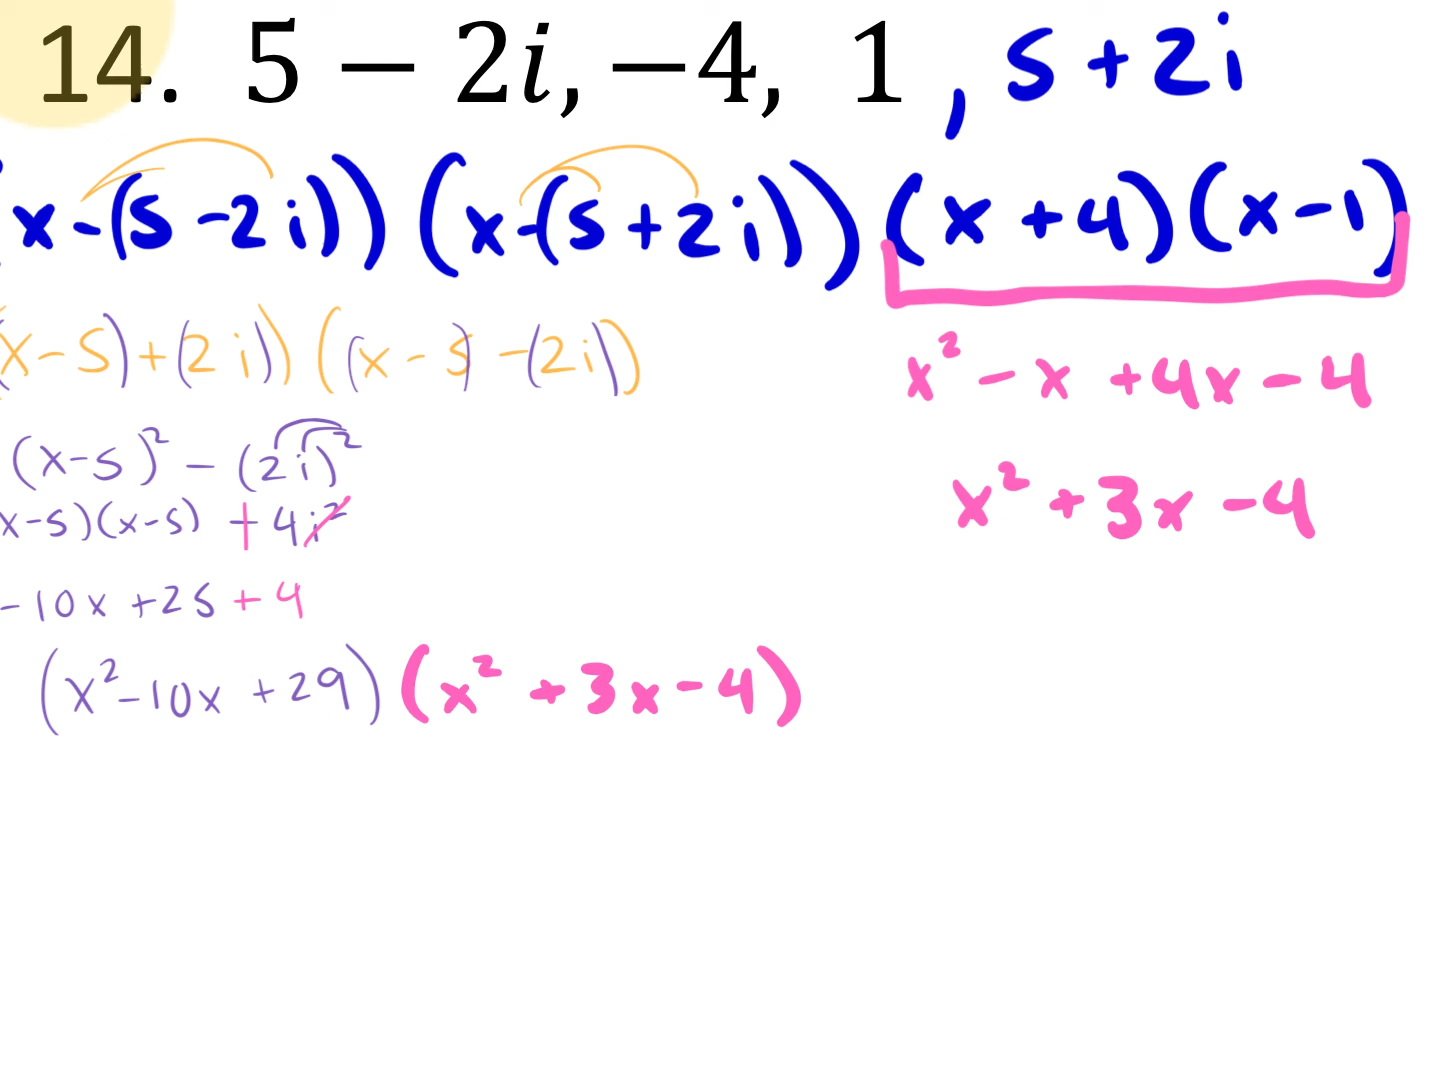 14. 5 − 2i, −4, 1 , 5+2i
x-(5-2i))(x-(5+2i))(x+4)(x-1)
x-5)+(2i))((x-5)-(2i))
x² - x + 4x - 4
(x-5)² - (2i)²
x-5)(x-5) + 4i²
x² + 3x - 4
-10x + 25 + 4
(x²-10x+29)(x²+3x-4)